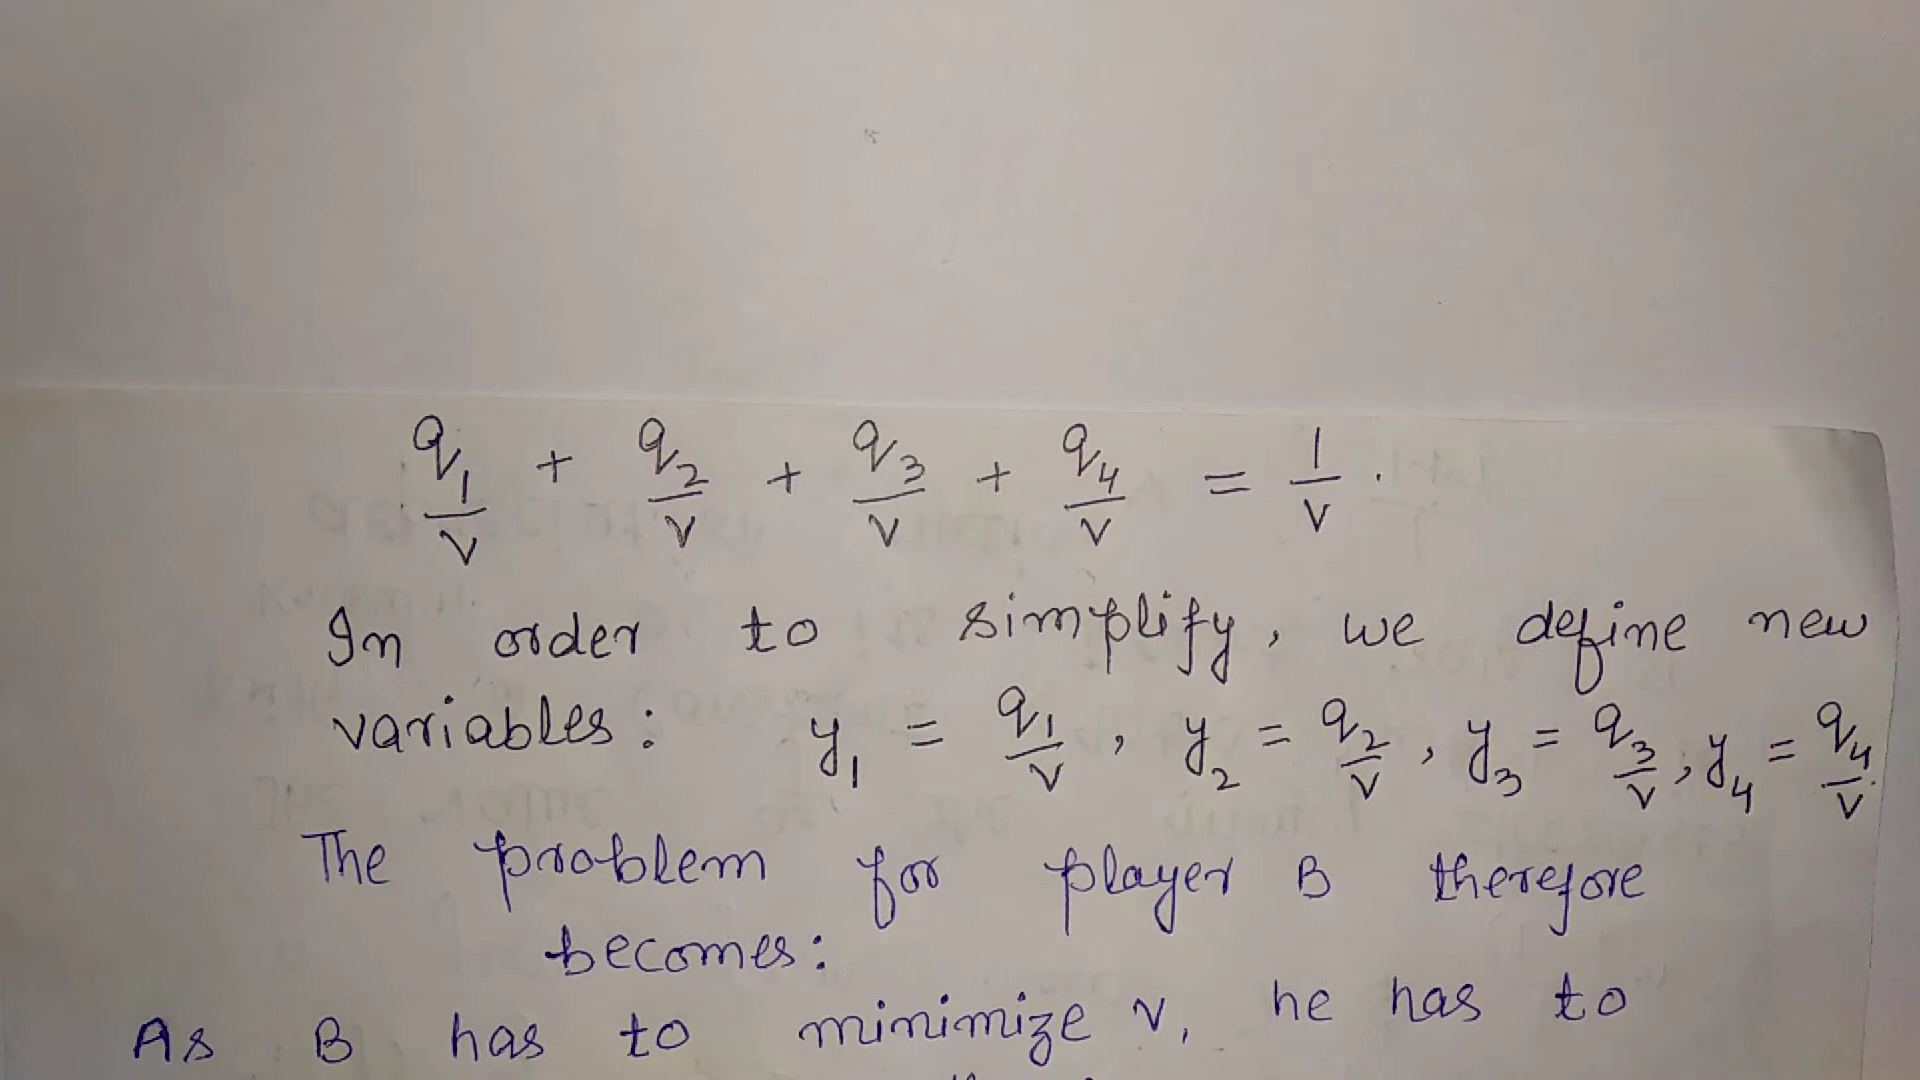 q₁/v + q₂/v + q₃/v + q₄/v = 1/v.
In order to simplify, we define new
variables: y₁ = q₁/v, y₂ = q₂/v, y₃ = q₃/v, y₄ = q₄/v.
The problem for player B therefore
becomes:
As B has to minimize v, he has to